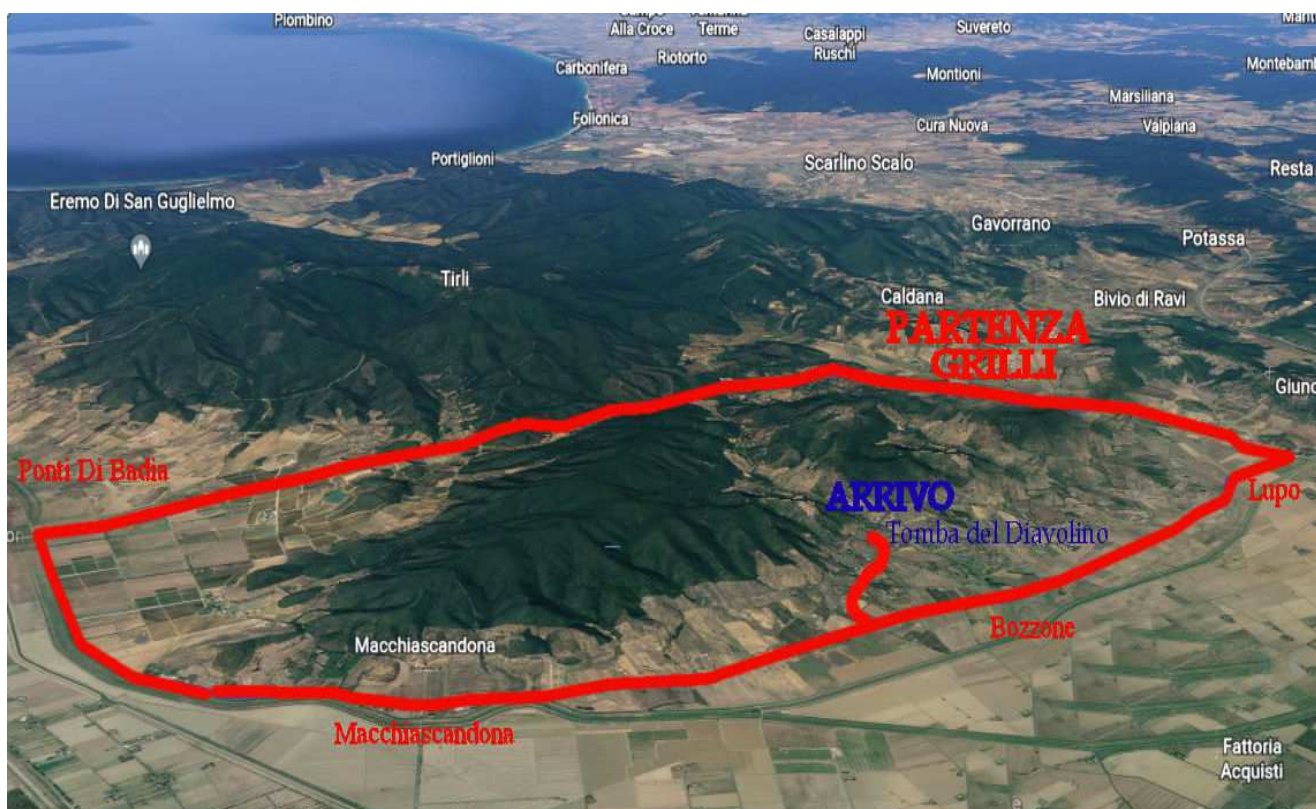 Piombino
Campo
Alla Croce
Terme
Casalappi
Ruschi
Suvereto
Riotorto
Carbonifera
Montioni
Montebamb
Marsiliana
Follonica
Cura Nuova
Valpiana
Portiglioni
Scarlino Scalo
Resta
Eremo Di San Guglielmo
Gavorrano
Potassa
Tirli
Caldana
Bivio di Ravi
PARTENZA
GRILLI
Giunc
Ponti Di Badia
ARRIVO
Lupo
Tomba del Diavolino
Bozzone
Macchiascandona
Macchiascandona
Fattoria
Acquisti